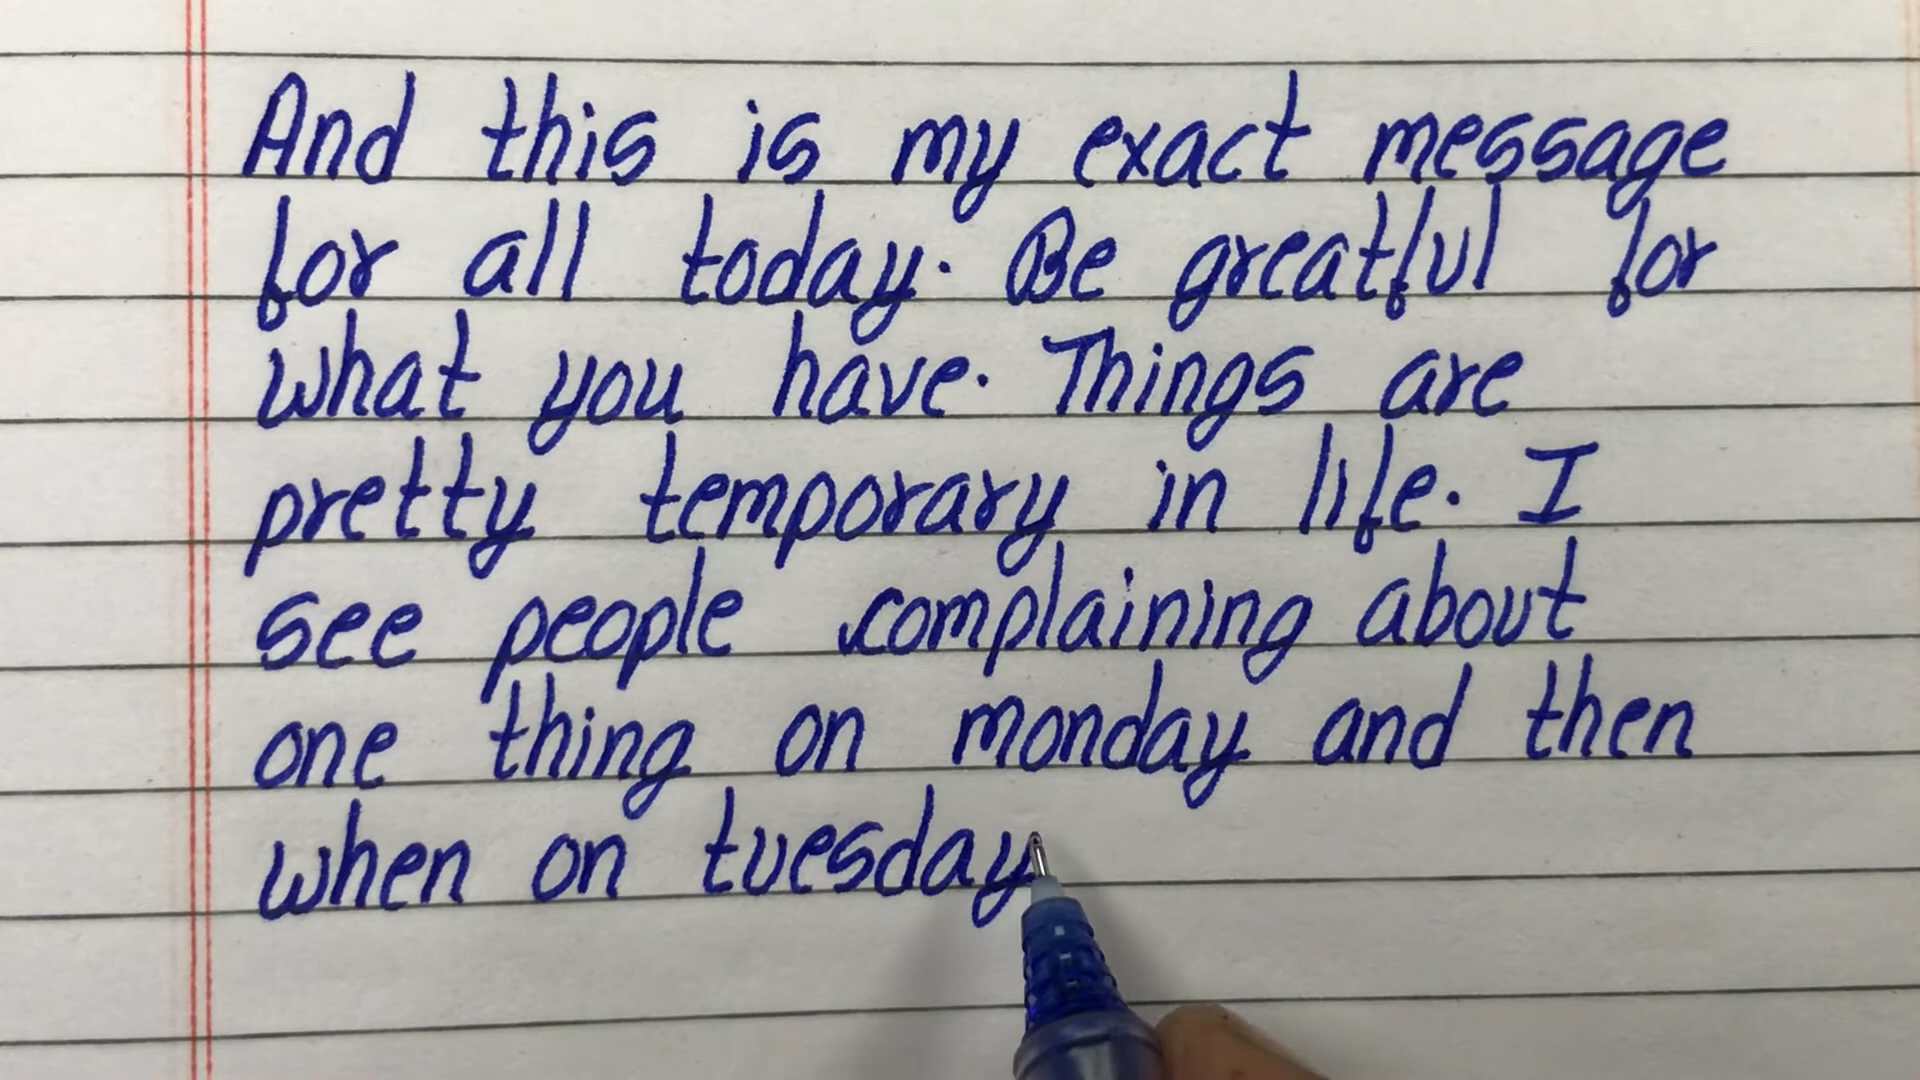 And this is my exact message
for all today. Be greatful for
what you have. Things are
pretty temporary in life. I
see people complaining about
one thing on monday and then
when on tuesday